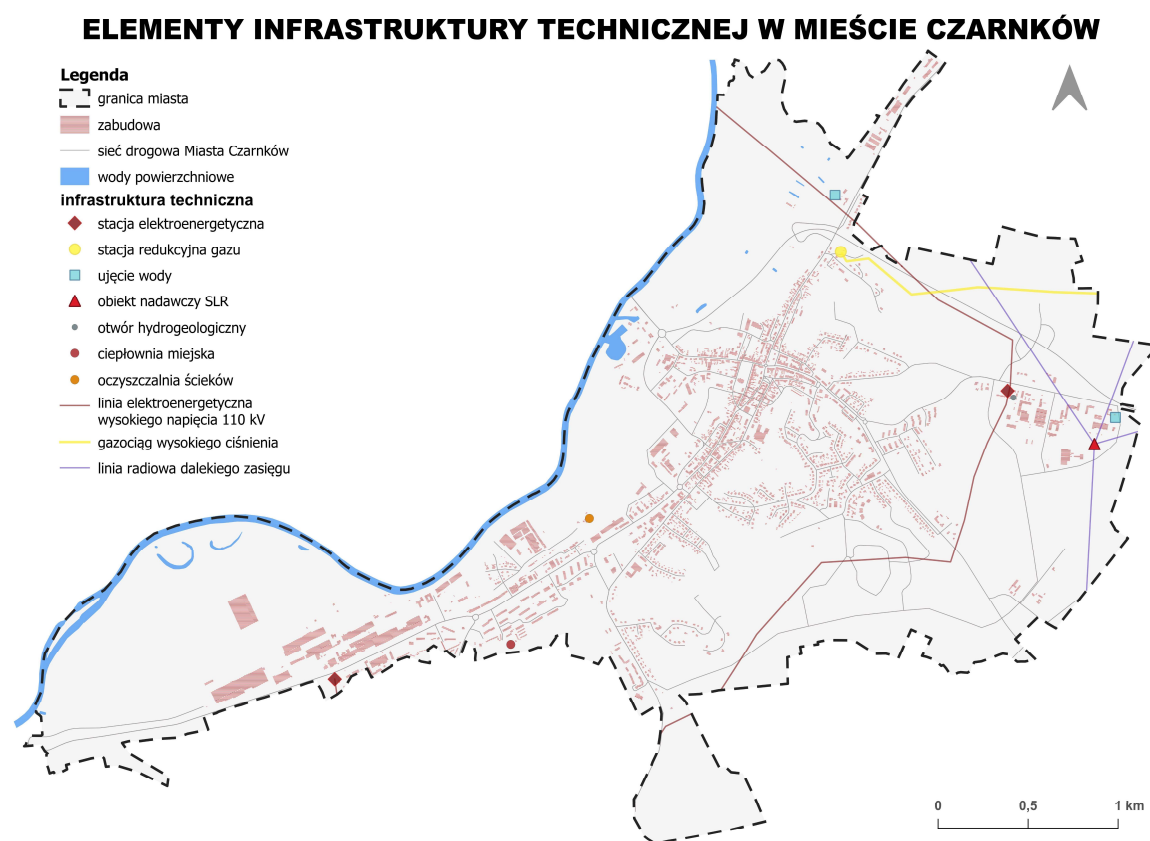 ELEMENTY INFRASTRUKTURY TECHNICZNEJ W MIEŚCIE CZARNKÓW
Legenda
granica miasta
zabudowa
sieć drogowa Miasta Czarnków
wody powierzchniowe
infrastruktura techniczna
stacja elektroenergetyczna
stacja redukcyjna gazu
ujęcie wody
obiekt nadawczy SLR
otwór hydrogeologiczny
ciepłownia miejska
oczyszczalnia ścieków
linia elektroenergetyczna
wysokiego napięcia 110 kV
gazociąg wysokiego ciśnienia
linia radiowa dalekiego zasięgu
0 0,5 1 km